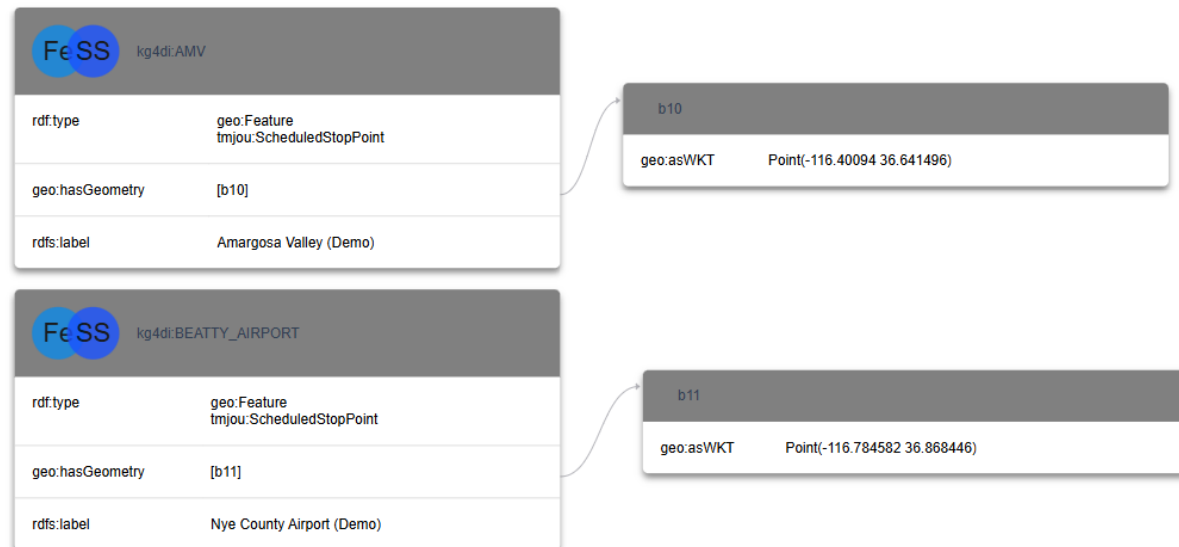 FeSS kg4di:AMV
rdf:type geo:Feature
tmjou:ScheduledStopPoint
geo:hasGeometry [b10]
rdfs:label Amargosa Valley (Demo)
b10
geo:asWKT Point(-116.40094 36.641496)
FeSS kg4di:BEATTY_AIRPORT
rdf:type geo:Feature
tmjou:ScheduledStopPoint
geo:hasGeometry [b11]
rdfs:label Nye County Airport (Demo)
b11
geo:asWKT Point(-116.784582 36.868446)